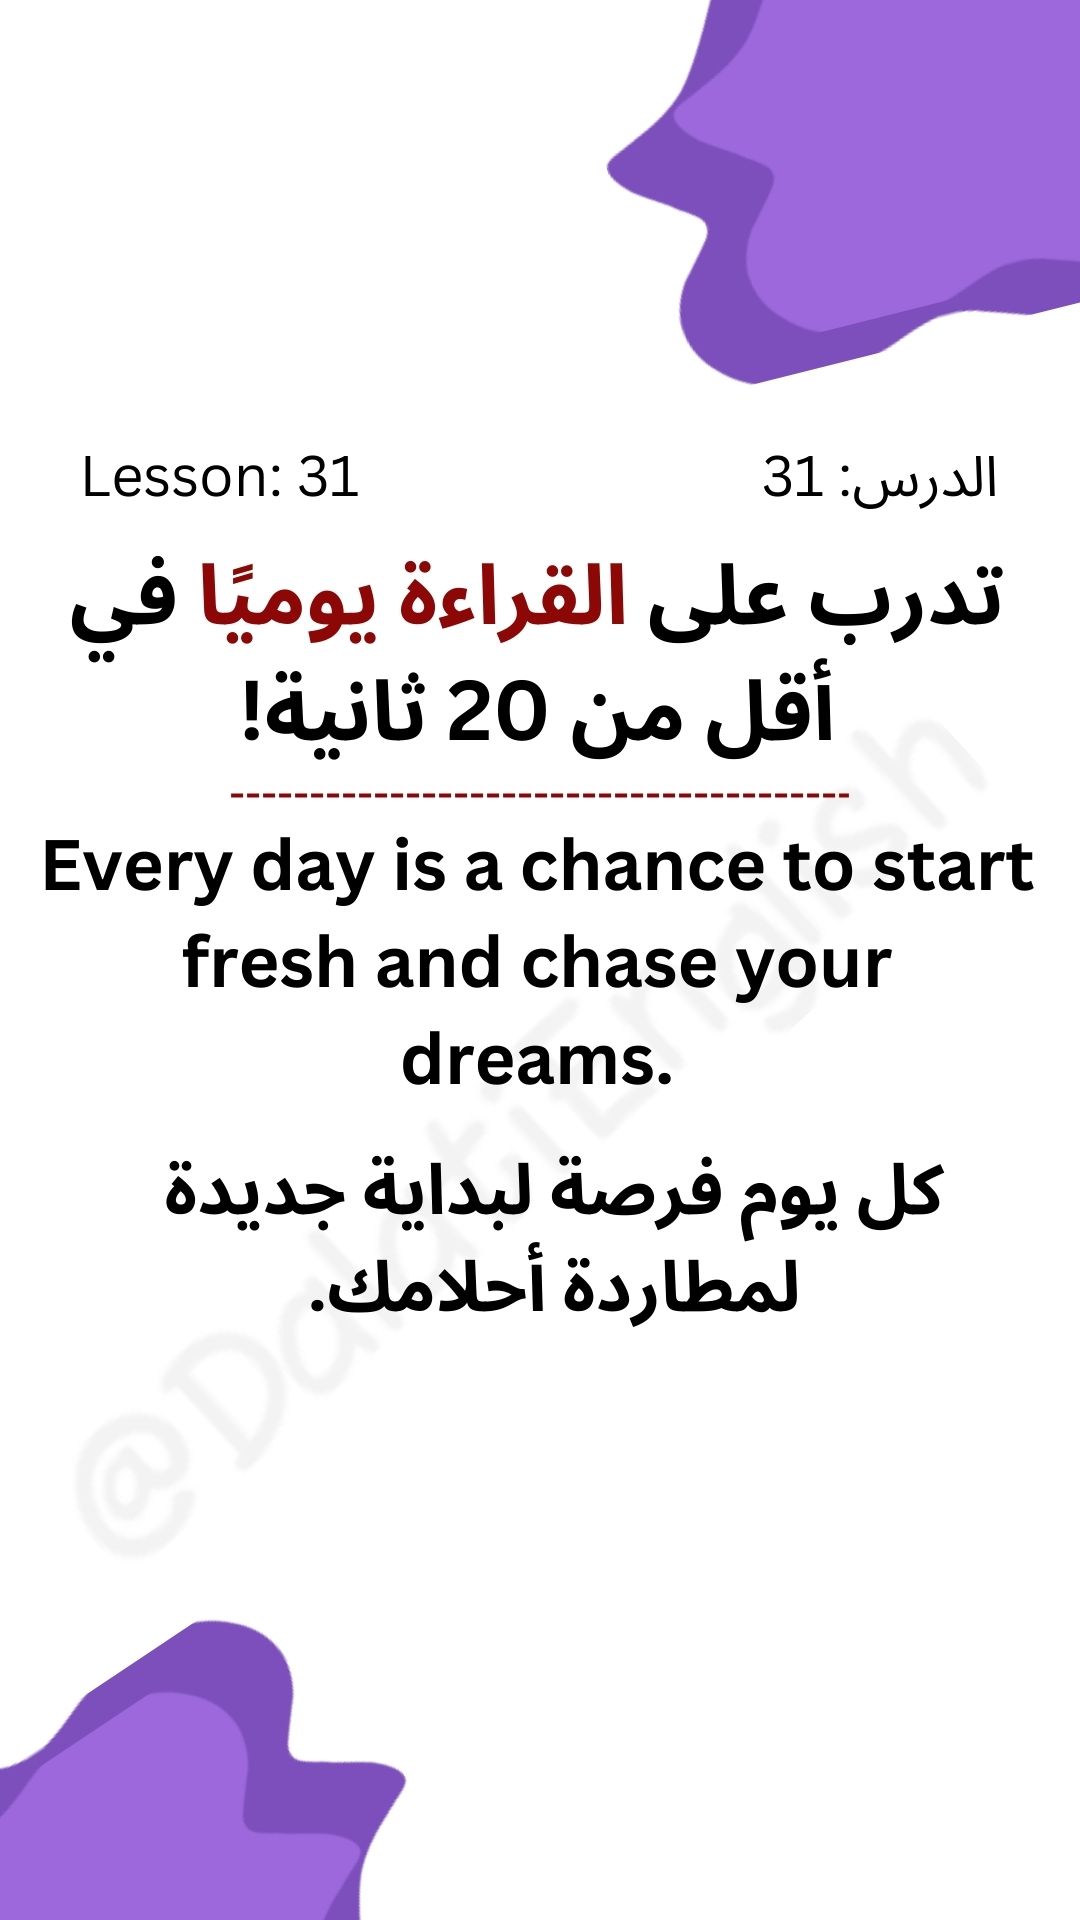 Lesson: 31
الدرس: 31
تدرب على القراءة يوميًا في
أقل من 20 ثانية!
---------------------------------------
Every day is a chance to start
fresh and chase your
dreams.
كل يوم فرصة لبداية جديدة
لمطاردة أحلامك.
@DaldtiEnglish